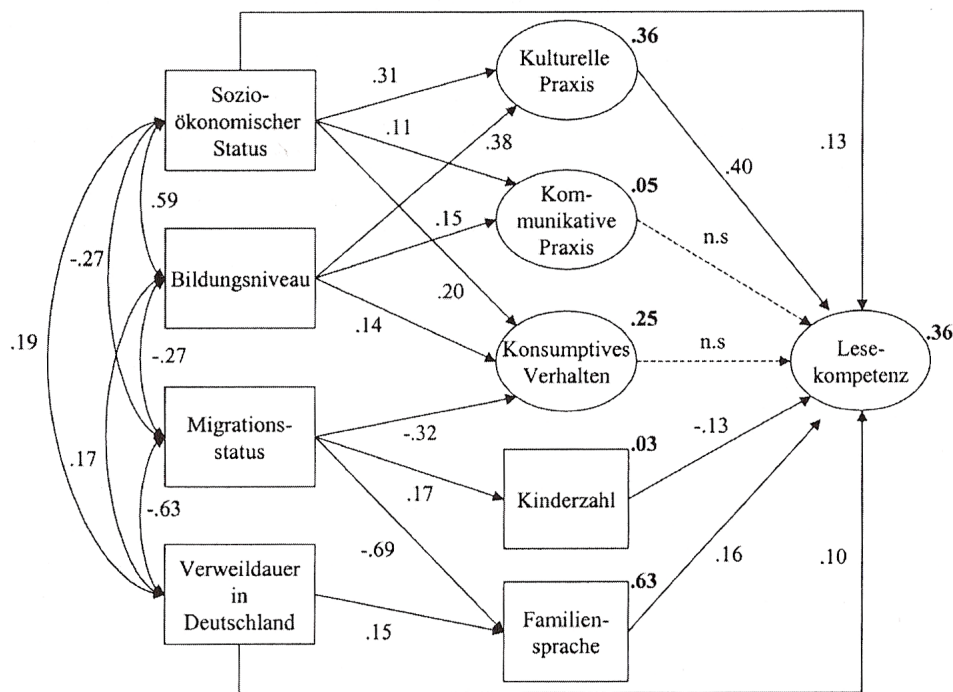 .36
Kulturelle
Praxis
Sozio-
ökonomischer
Status
.31
.11
.38
.13
.40
.05
Kom-
munikative
Praxis
.59
-.27
.15
n.s
Bildungsniveau
.20
.14
.25
Konsumptives
Verhalten
n.s
.36
Lese-
kompetenz
.19
-.27
Migrations-
status
-.32
.17
-.69
.03
Kinderzahl
-.13
.17
-.63
Verweildauer
in
Deutschland
.15
.63
Familien-
sprache
.16
.10